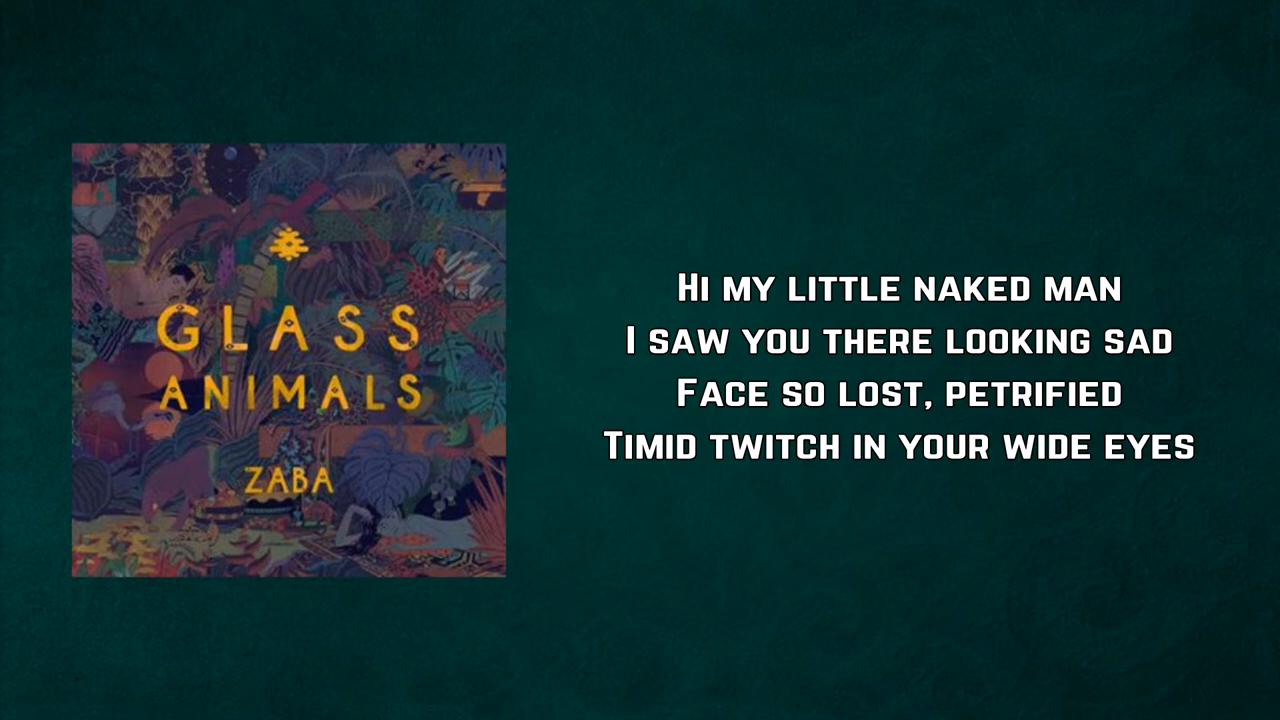 GLASS
ANIMALS
ZABA
HI MY LITTLE NAKED MAN
I SAW YOU THERE LOOKING SAD
FACE SO LOST, PETRIFIED
TIMID TWITCH IN YOUR WIDE EYES